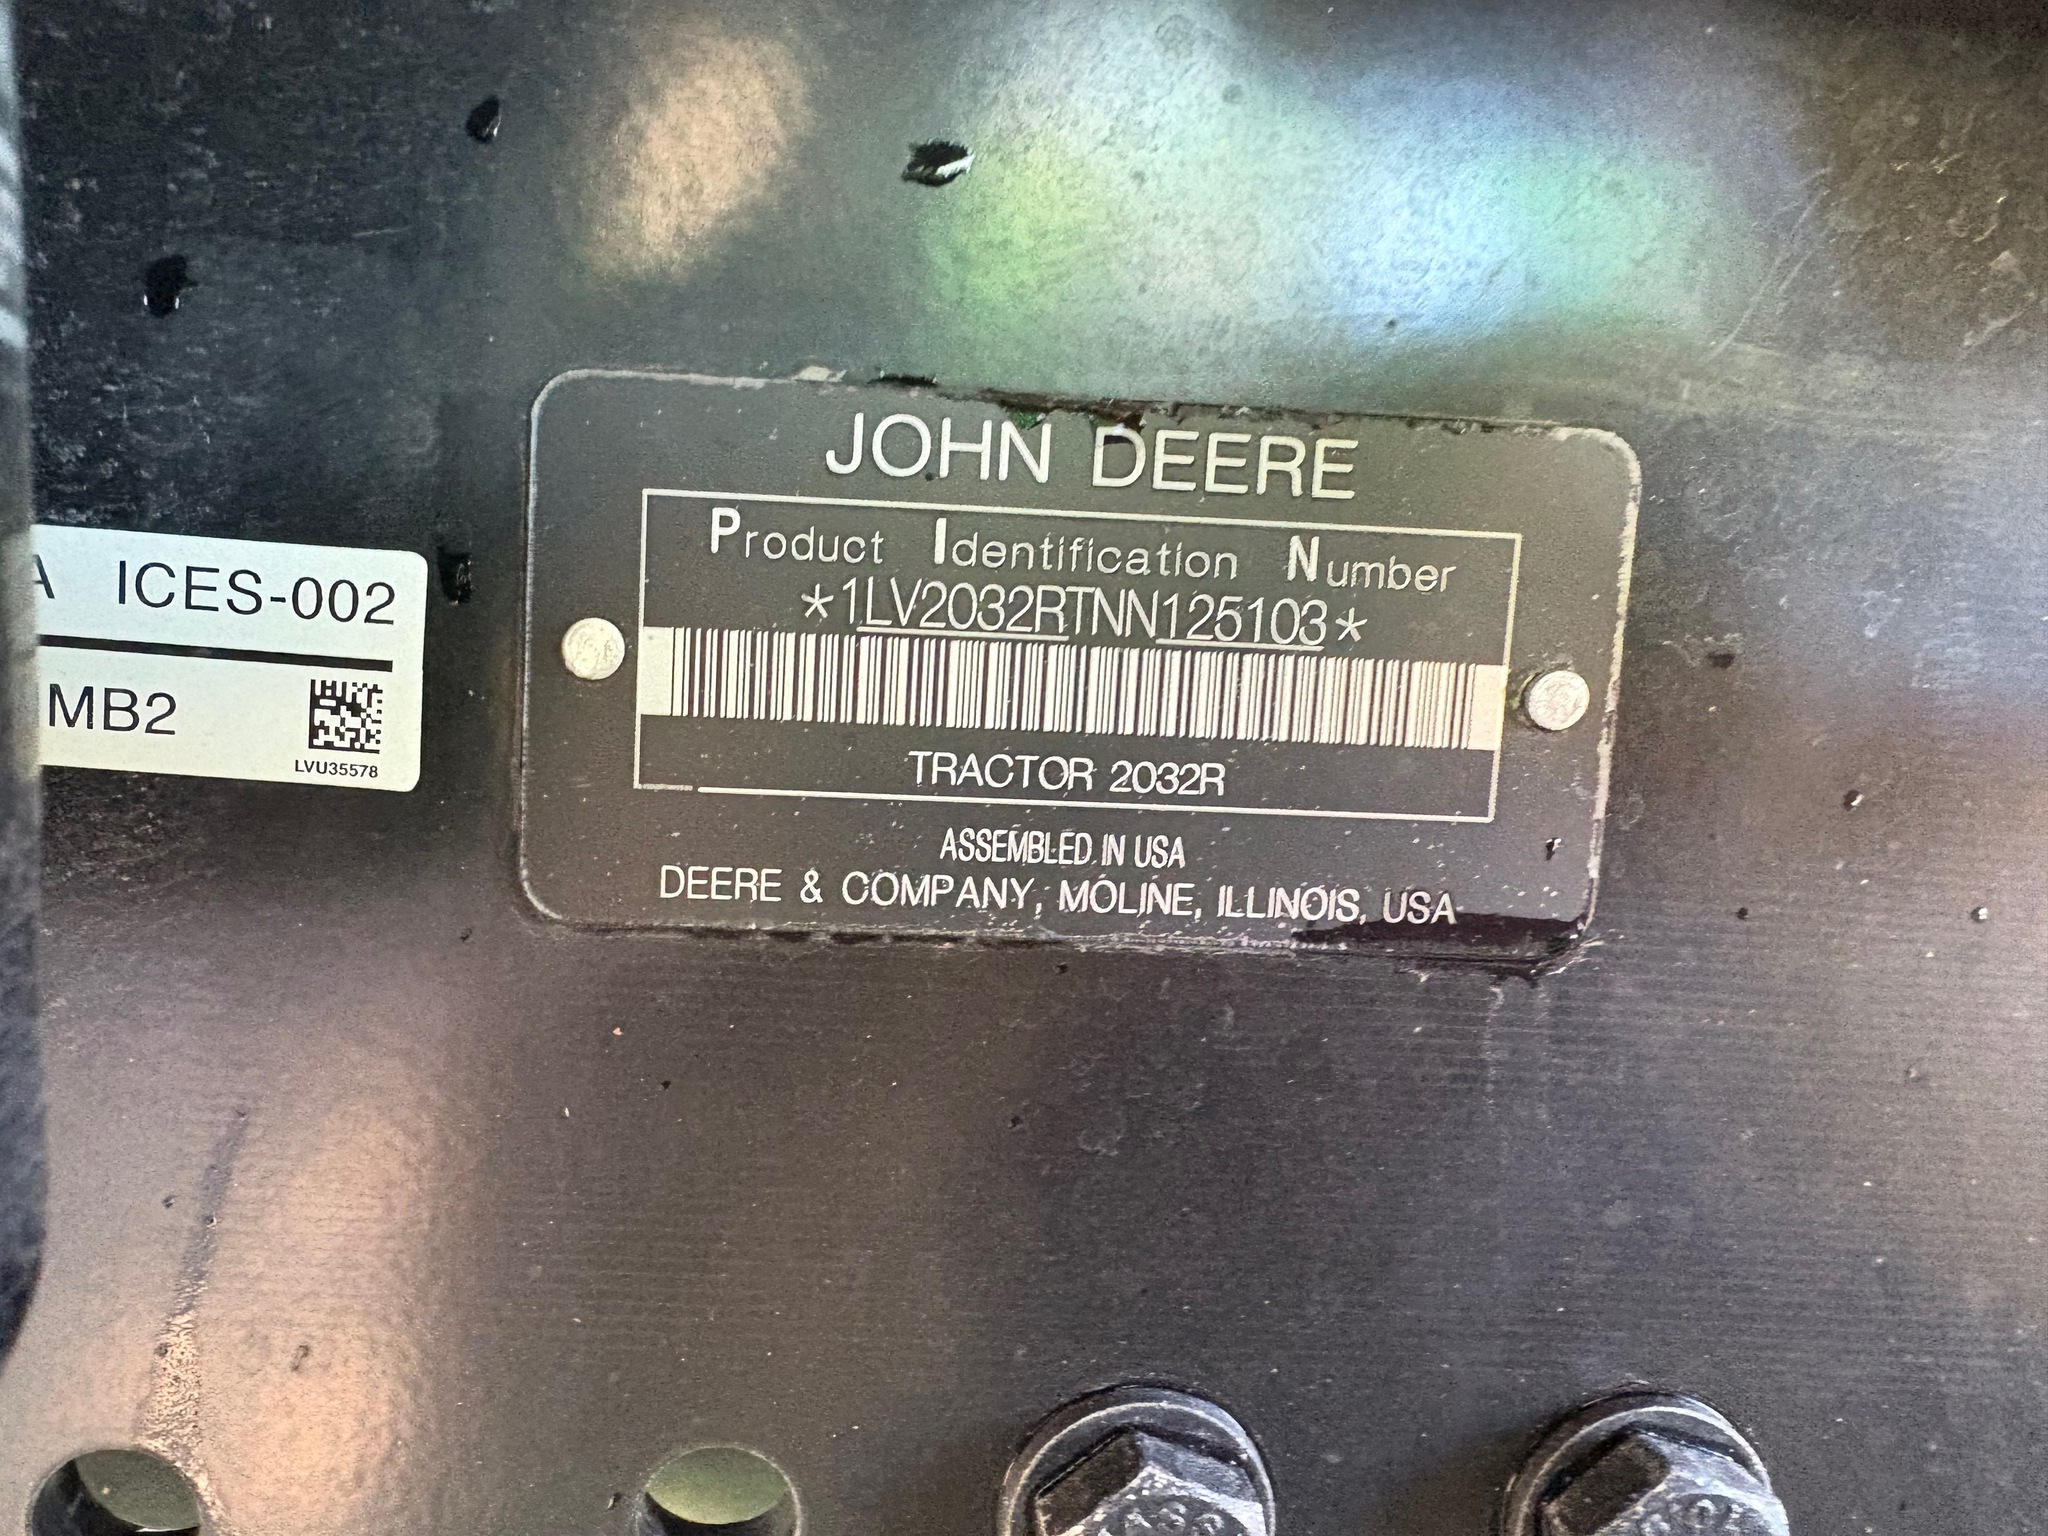 JOHN DEERE
Product Identification Number
*1LV2032RTNN125103*
TRACTOR 2032R
ASSEMBLED IN USA
DEERE & COMPANY, MOLINE, ILLINOIS, USA
A ICES-002
MB2
LVU35578